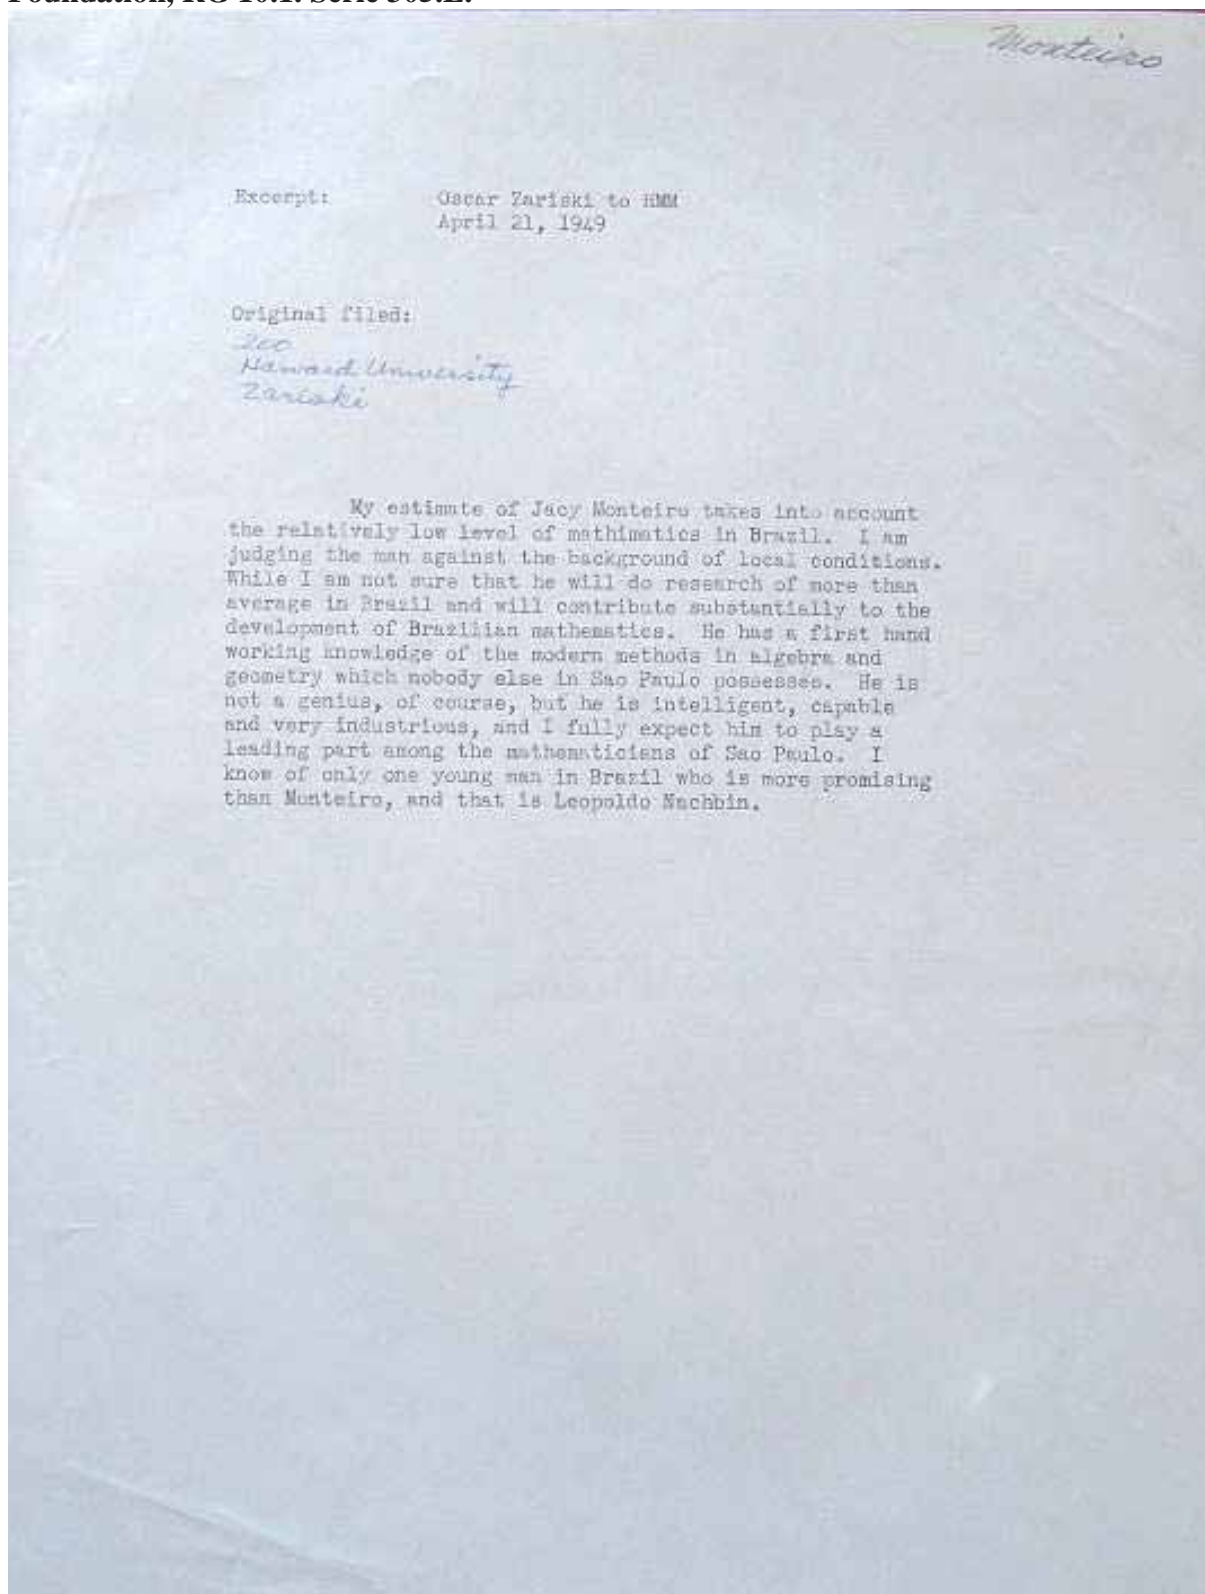 Monteiro
Excerpt: Oscar Zariski to HMM
April 21, 1949
Original filed:
200
Harvard University
Zariski
My estimate of Jacy Monteiro takes into account
the relatively low level of mathimatics in Brazil. I am
judging the man against the background of local conditions.
While I am not sure that he will do research of more than
average in Brazil and will contribute substantially to the
development of Brazilian mathematics. He has a first hand
working knowledge of the modern methods in algebra and
geometry which nobody else in Sao Paulo possesses. He is
not a genius, of course, but he is intelligent, capable
and very industrious, and I fully expect him to play a
leading part among the mathematicians of Sao Paulo. I
know of only one young man in Brazil who is more promising
than Monteiro, and that is Leopoldo Nachbin.